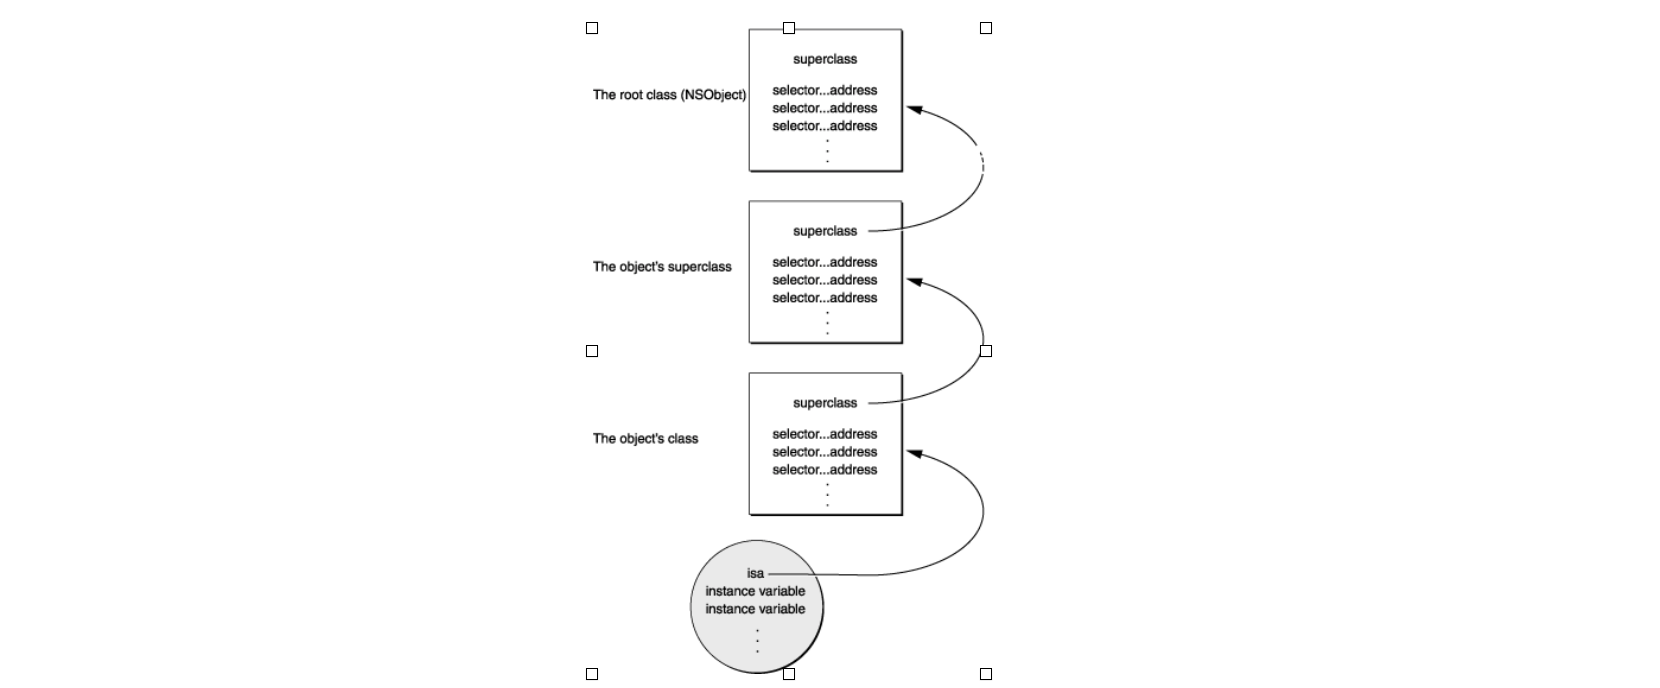 superclass
The root class (NSObject)
selector...address
selector...address
selector...address
superclass
The object's superclass
selector...address
selector...address
selector...address
superclass
The object's class
selector...address
selector...address
selector...address
isa
instance variable
instance variable